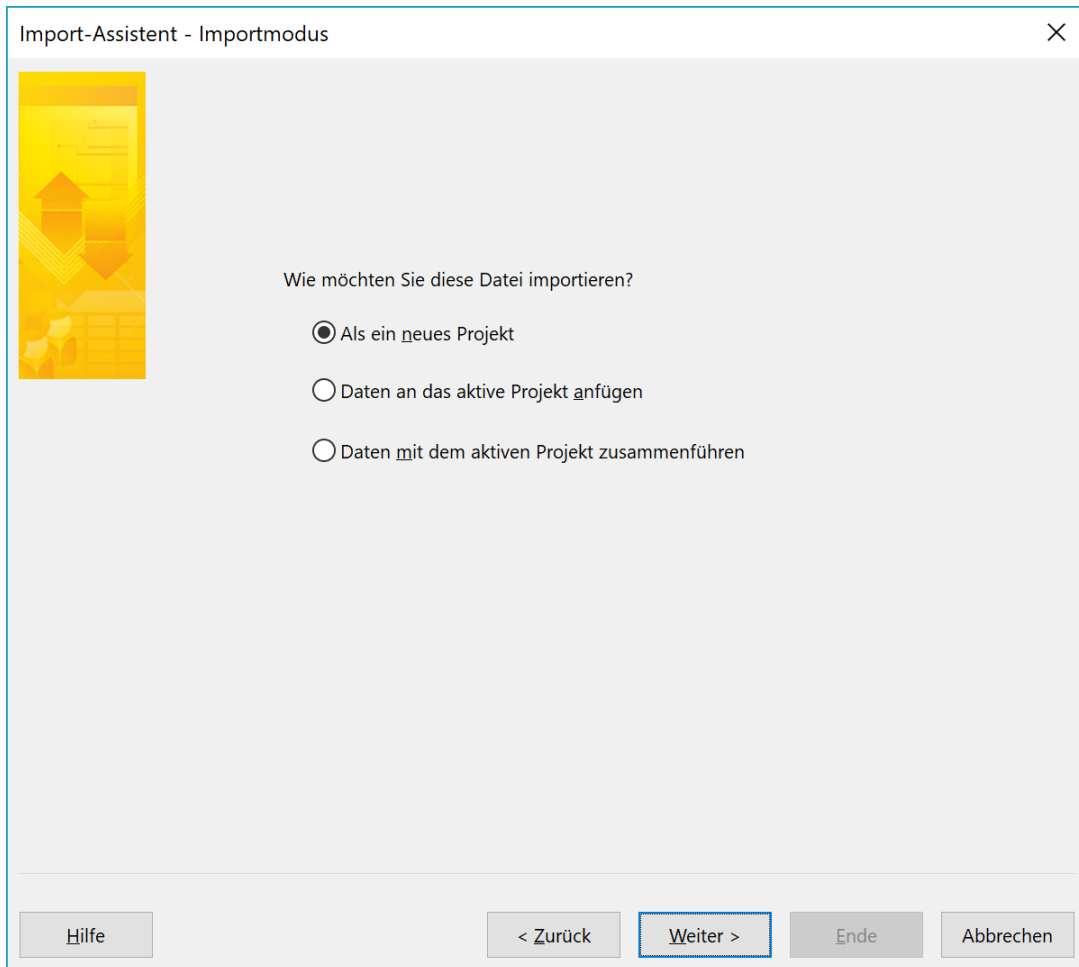 Import-Assistent - Importmodus
Wie möchten Sie diese Datei importieren?
Als ein neues Projekt
Daten an das aktive Projekt anfügen
Daten mit dem aktiven Projekt zusammenführen
Hilfe
< Zurück
Weiter >
Ende
Abbrechen